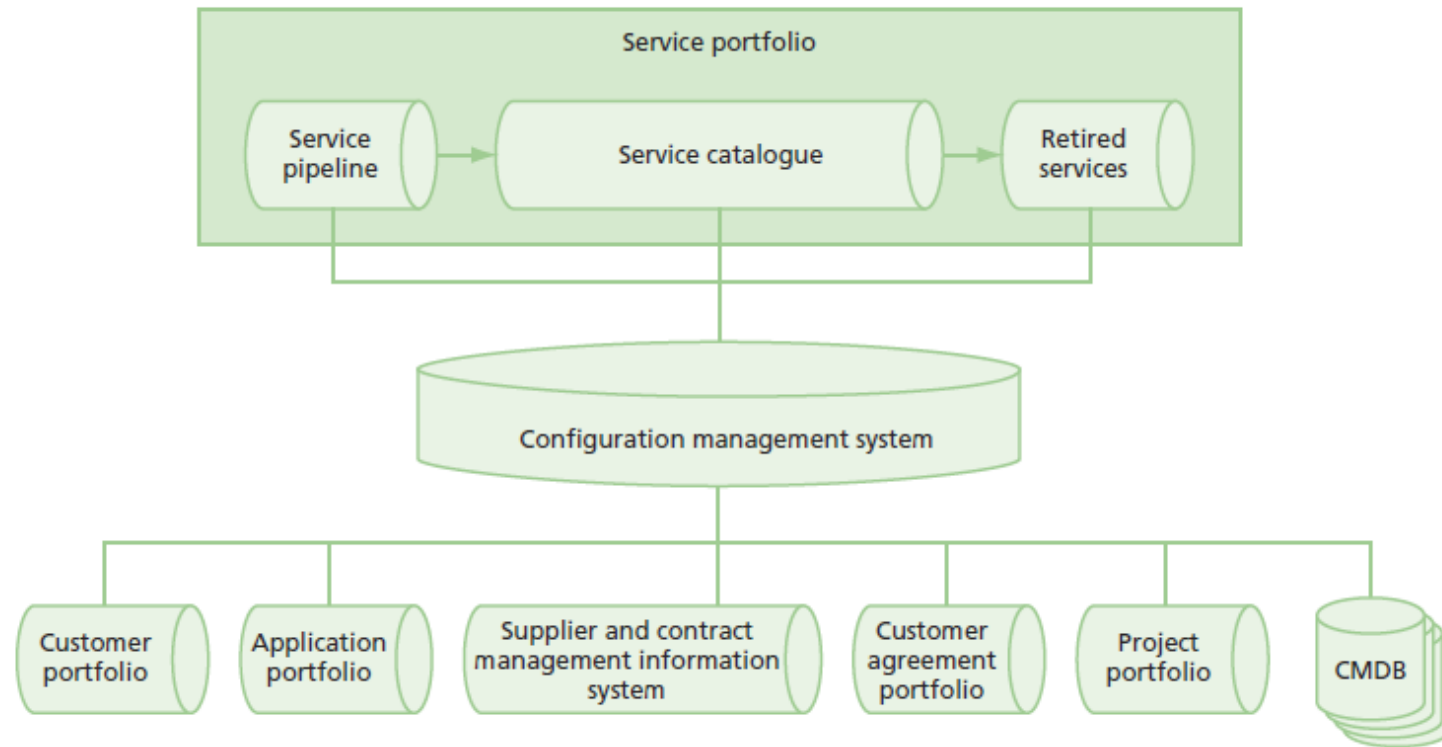 Service portfolio
Service
pipeline
Service catalogue
Retired
services
Configuration management system
Customer
portfolio
Application
portfolio
Supplier and contract
management information
system
Customer
agreement
portfolio
Project
portfolio
CMDB